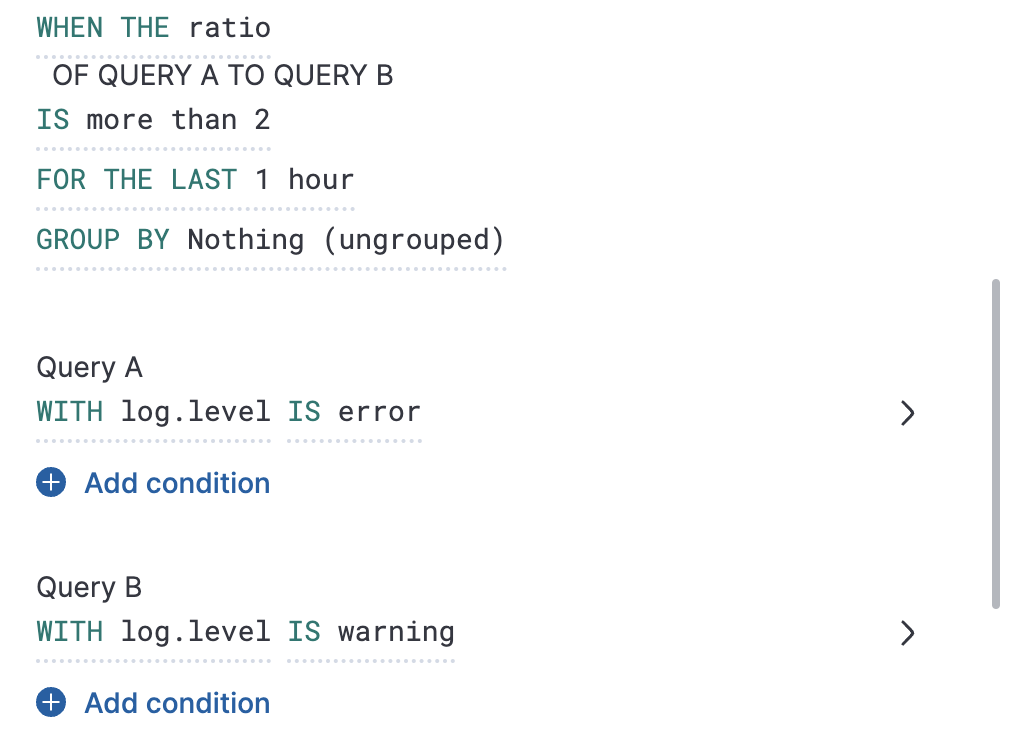 WHEN THE ratio
OF QUERY A TO QUERY B
IS more than 2
FOR THE LAST 1 hour
GROUP BY Nothing (ungrouped)
Query A
WITH log.level IS error
Add condition
Query B
WITH log.level IS warning
Add condition